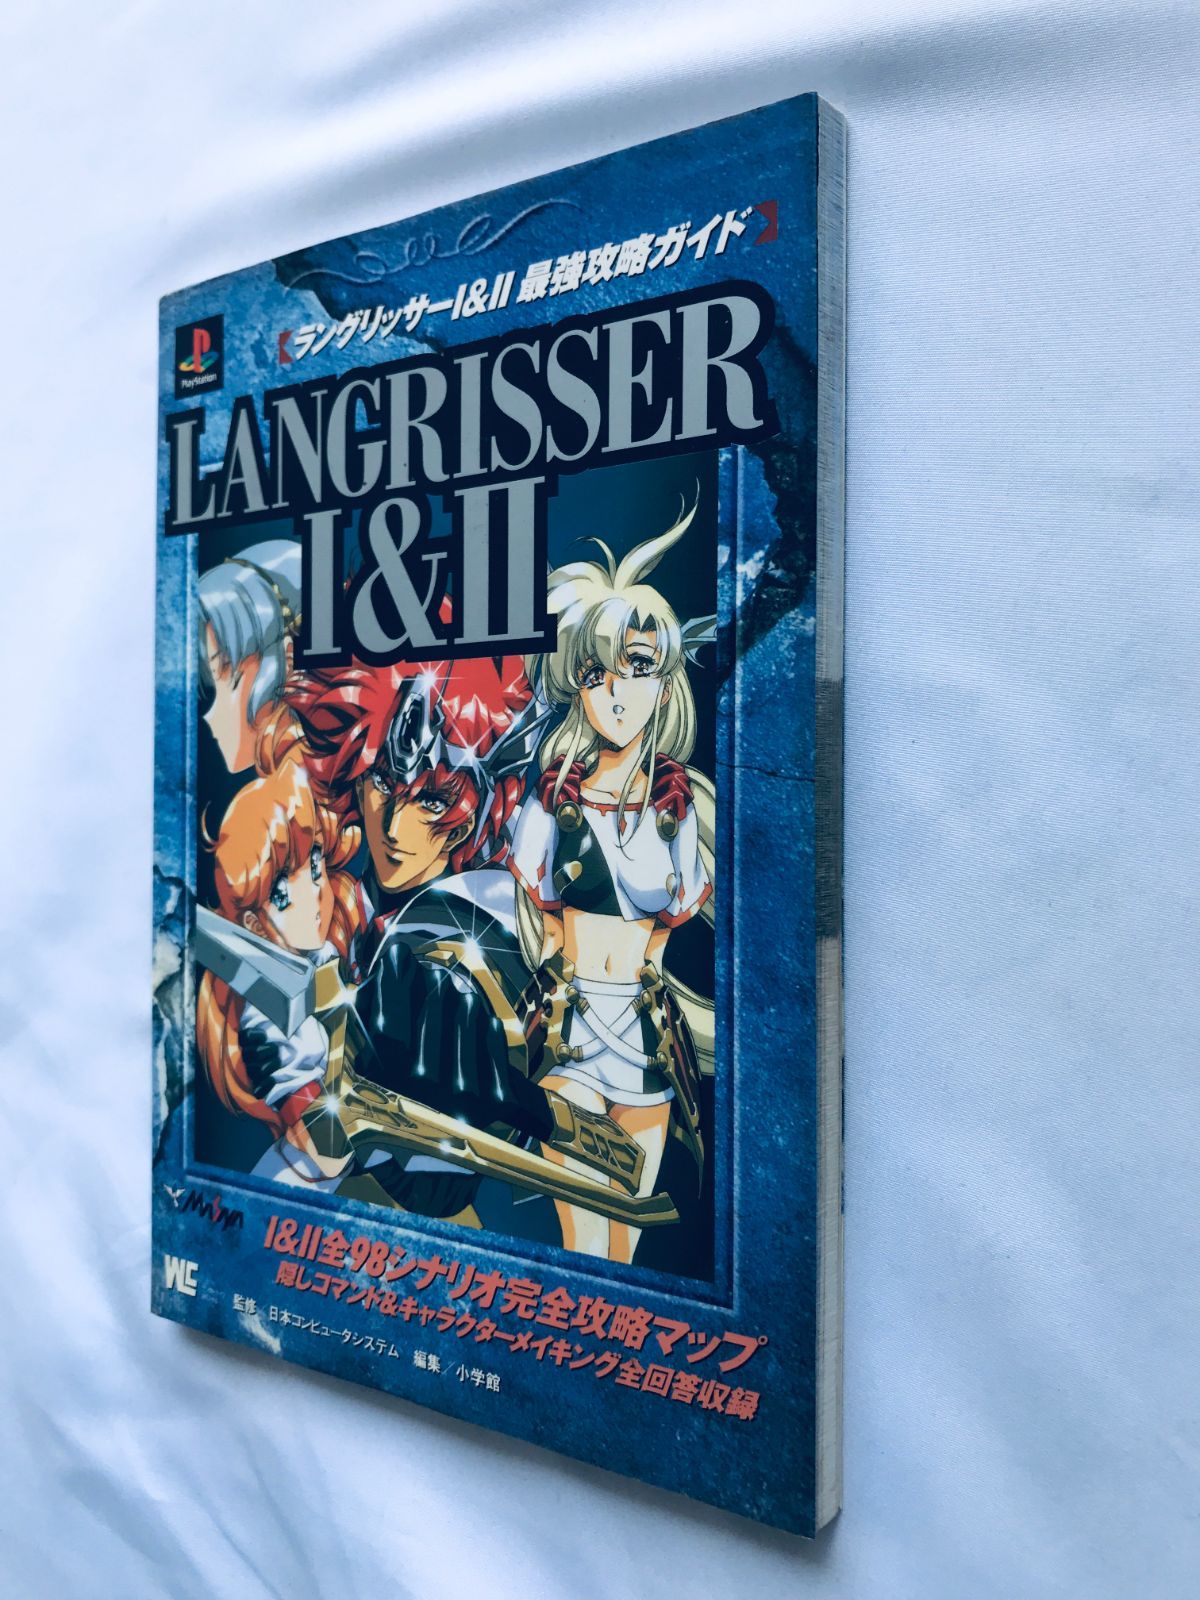 ラングリッサーI&II 最強攻略ガイド
PlayStation
LANGRISSER
I&II
MASAYA
I&II全98シナリオ完全攻略マップ
隠しコマンド&キャラクターメイキング全回答収録
WLC
監修/日本コンピュータシステム 編集/小学館